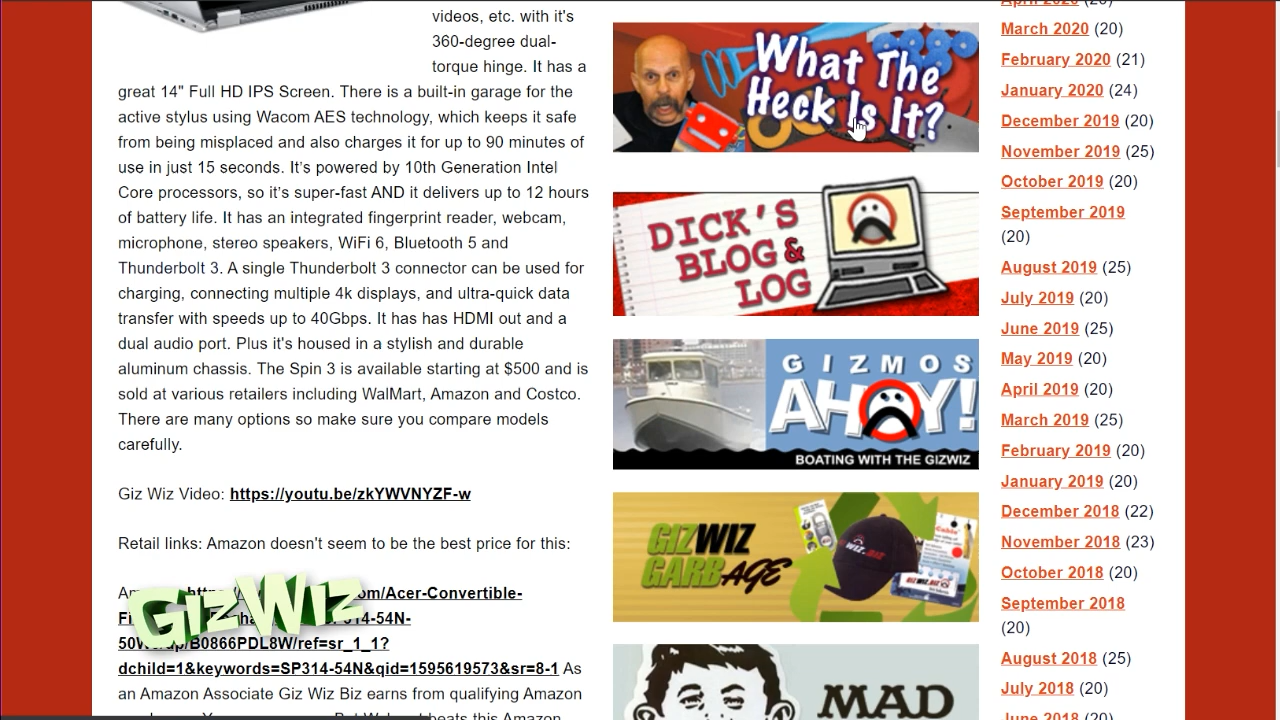 videos, etc. with it's
360-degree dual-
torque hinge. It has a
great 14" Full HD IPS Screen. There is a built-in garage for the
active stylus using Wacom AES technology, which keeps it safe
from being misplaced and also charges it for up to 90 minutes of
use in just 15 seconds. It's powered by 10th Generation Intel
Core processors, so it's super-fast AND it delivers up to 12 hours
of battery life. It has an integrated fingerprint reader, webcam,
microphone, stereo speakers, WiFi 6, Bluetooth 5 and
Thunderbolt 3. A single Thunderbolt 3 connector can be used for
charging, connecting multiple 4k displays, and ultra-quick data
transfer with speeds up to 40Gbps. It has has HDMI out and a
dual audio port. Plus it's housed in a stylish and durable
aluminum chassis. The Spin 3 is available starting at $500 and is
sold at various retailers including WalMart, Amazon and Costco.
There are many options so make sure you compare models
carefully.
Giz Wiz Video: https://youtu.be/zkYWVNYZF-w
Retail links: Amazon doesn't seem to be the best price for this:
om/Acer-Convertible-
314-54N-
/B0866PDL8W/ref=sr_1_1?
dchild=1&keywords=SP314-54N&qid=1595619573&sr=8-1 As
an Amazon Associate Giz Wiz Biz earns from qualifying Amazon
GizWiz
What The
Heck Is It?
DICK'S
BLOG &
LOG
GIZMOS
AHOY!
BOATING WITH THE GIZWIZ
GIZWIZ
GARBAGE
MAD
March 2020 (20)
February 2020 (21)
January 2020 (24)
December 2019 (20)
November 2019 (25)
October 2019 (20)
September 2019
(20)
August 2019 (25)
July 2019 (20)
June 2019 (25)
May 2019 (20)
April 2019 (20)
March 2019 (25)
February 2019 (20)
January 2019 (20)
December 2018 (22)
November 2018 (23)
October 2018 (20)
September 2018
(20)
August 2018 (25)
July 2018 (20)
June 2018 (20)